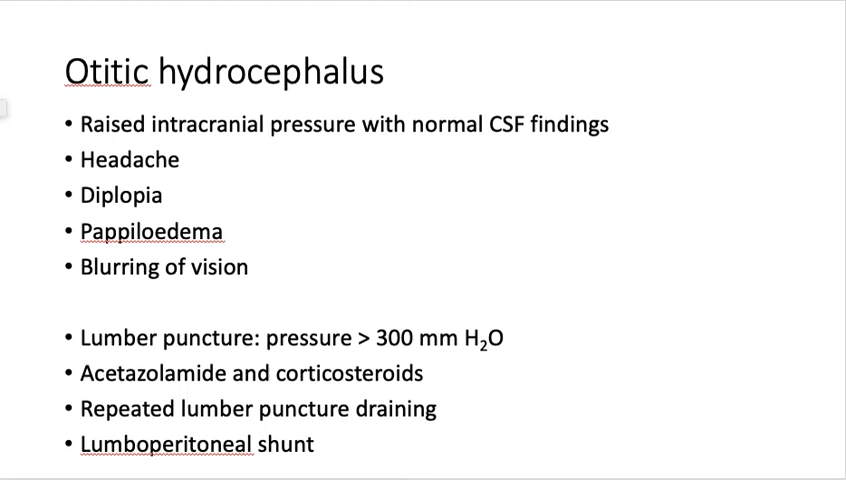 Otitic hydrocephalus
• Raised intracranial pressure with normal CSF findings
• Headache
• Diplopia
• Pappiloedema
• Blurring of vision
• Lumber puncture: pressure > 300 mm H₂O
• Acetazolamide and corticosteroids
• Repeated lumber puncture draining
• Lumboperitoneal shunt